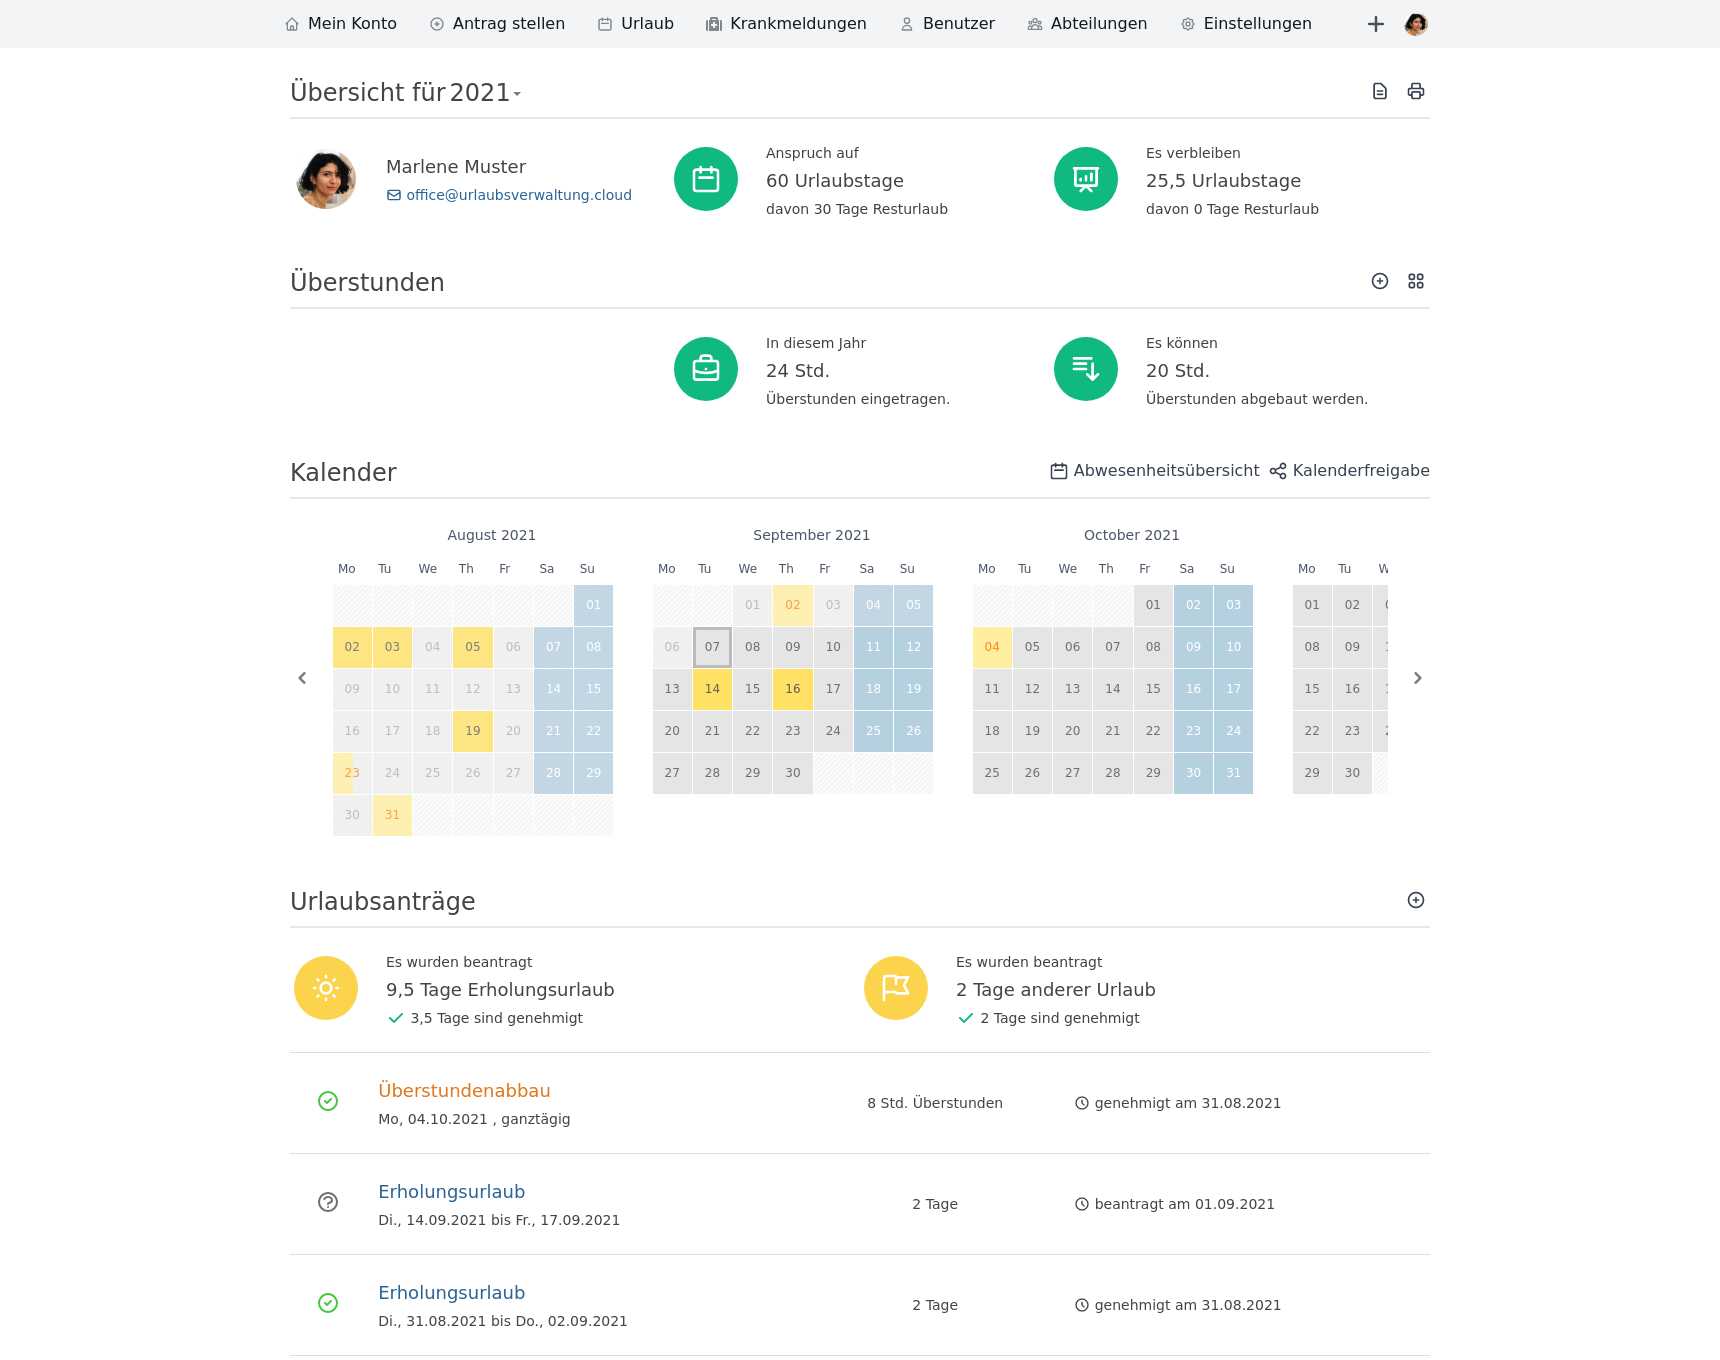 Mein Konto Antrag stellen Urlaub Krankmeldungen Benutzer Abteilungen Einstellungen
Übersicht für 2021
Marlene Muster
office@urlaubsverwaltung.cloud
Anspruch auf
60 Urlaubstage
davon 30 Tage Resturlaub
Es verbleiben
25,5 Urlaubstage
davon 0 Tage Resturlaub
Überstunden
In diesem Jahr
24 Std.
Überstunden eingetragen.
Es können
20 Std.
Überstunden abgebaut werden.
Kalender
Abwesenheitsübersicht Kalenderfreigabe
August 2021
Mo Tu We Th Fr Sa Su
01
02 03 04 05 06 07 08
09 10 11 12 13 14 15
16 17 18 19 20 21 22
23 24 25 26 27 28 29
30 31
September 2021
Mo Tu We Th Fr Sa Su
01 02 03 04 05
06 07 08 09 10 11 12
13 14 15 16 17 18 19
20 21 22 23 24 25 26
27 28 29 30
October 2021
Mo Tu We Th Fr Sa Su
01 02 03
04 05 06 07 08 09 10
11 12 13 14 15 16 17
18 19 20 21 22 23 24
25 26 27 28 29 30 31
Mo Tu
01 02
08 09
15 16
22 23
29 30
Urlaubsanträge
Es wurden beantragt
9,5 Tage Erholungsurlaub
3,5 Tage sind genehmigt
Es wurden beantragt
2 Tage anderer Urlaub
2 Tage sind genehmigt
Überstundenabbau
Mo, 04.10.2021 , ganztägig
8 Std. Überstunden
genehmigt am 31.08.2021
Erholungsurlaub
Di., 14.09.2021 bis Fr., 17.09.2021
2 Tage
beantragt am 01.09.2021
Erholungsurlaub
Di., 31.08.2021 bis Do., 02.09.2021
2 Tage
genehmigt am 31.08.2021